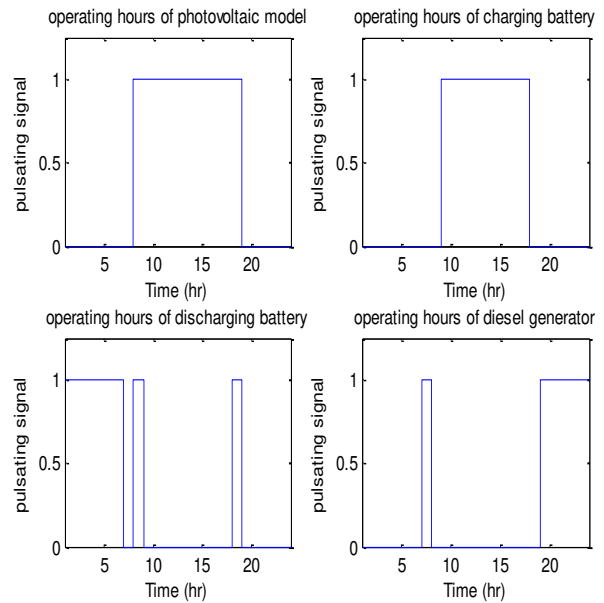 operating hours of photovoltaic model
pulsating signal
1
0.5
0
5 10 15 20
Time (hr)
operating hours of charging battery
pulsating signal
1
0.5
0
5 10 15 20
Time (hr)
operating hours of discharging battery
pulsating signal
1
0.5
0
5 10 15 20
Time (hr)
operating hours of diesel generator
pulsating signal
1
0.5
0
5 10 15 20
Time (hr)